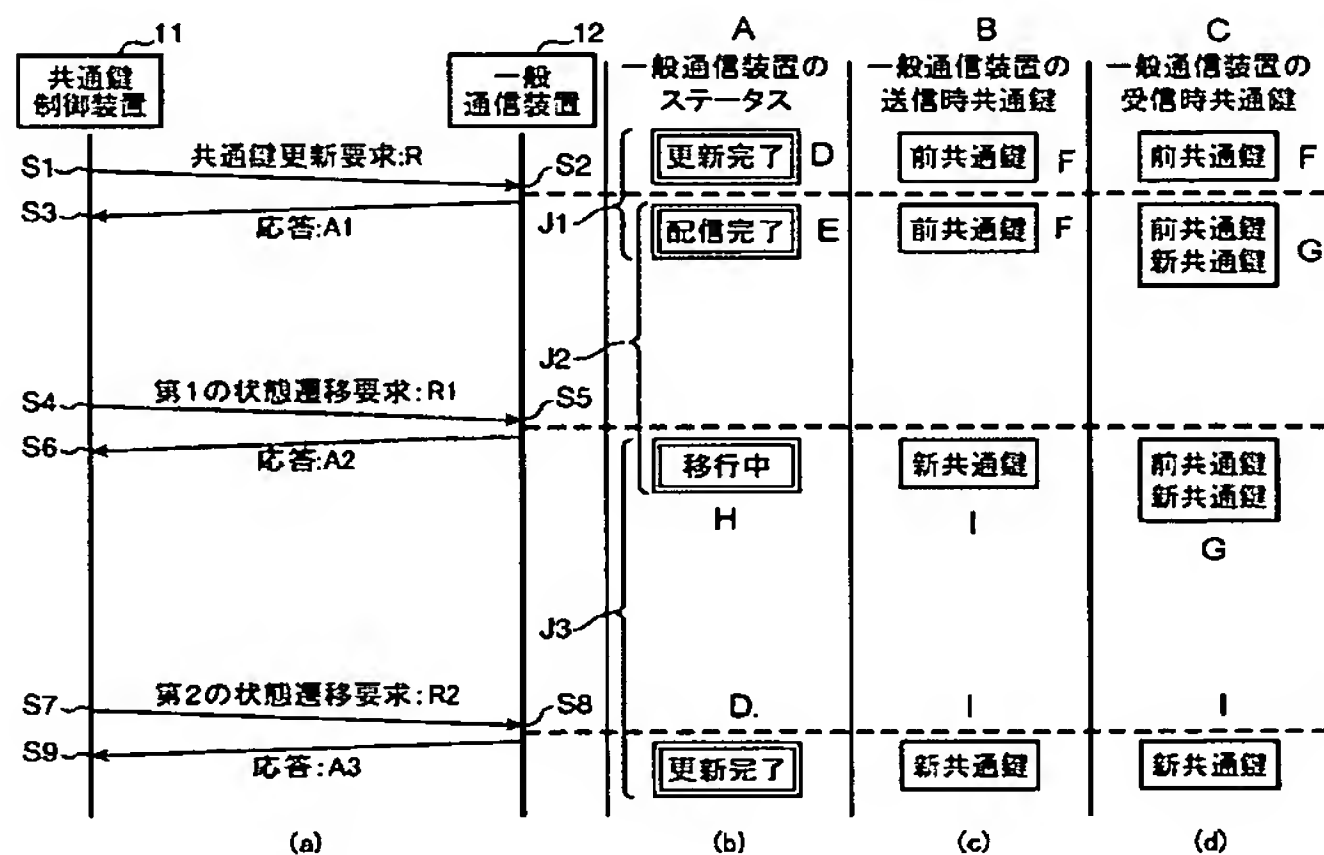 11
共通鍵
制御装置
12
一般
通信装置
A
一般通信装置の
ステータス
B
一般通信装置の
送信時共通鍵
C
一般通信装置の
受信時共通鍵
S1
共通鍵更新要求:R
S2
更新完了 D
前共通鍵 F
前共通鍵 F
S3
応答:A1
J1
配信完了 E
前共通鍵 F
前共通鍵
新共通鍵
G
J2
S4
第1の状態遷移要求:R1
S5
S6
応答:A2
移行中
H
新共通鍵
I
前共通鍵
新共通鍵
G
J3
S7
第2の状態遷移要求:R2
S8
D.
I
I
S9
応答:A3
更新完了
新共通鍵
新共通鍵
(a)
(b)
(c)
(d)